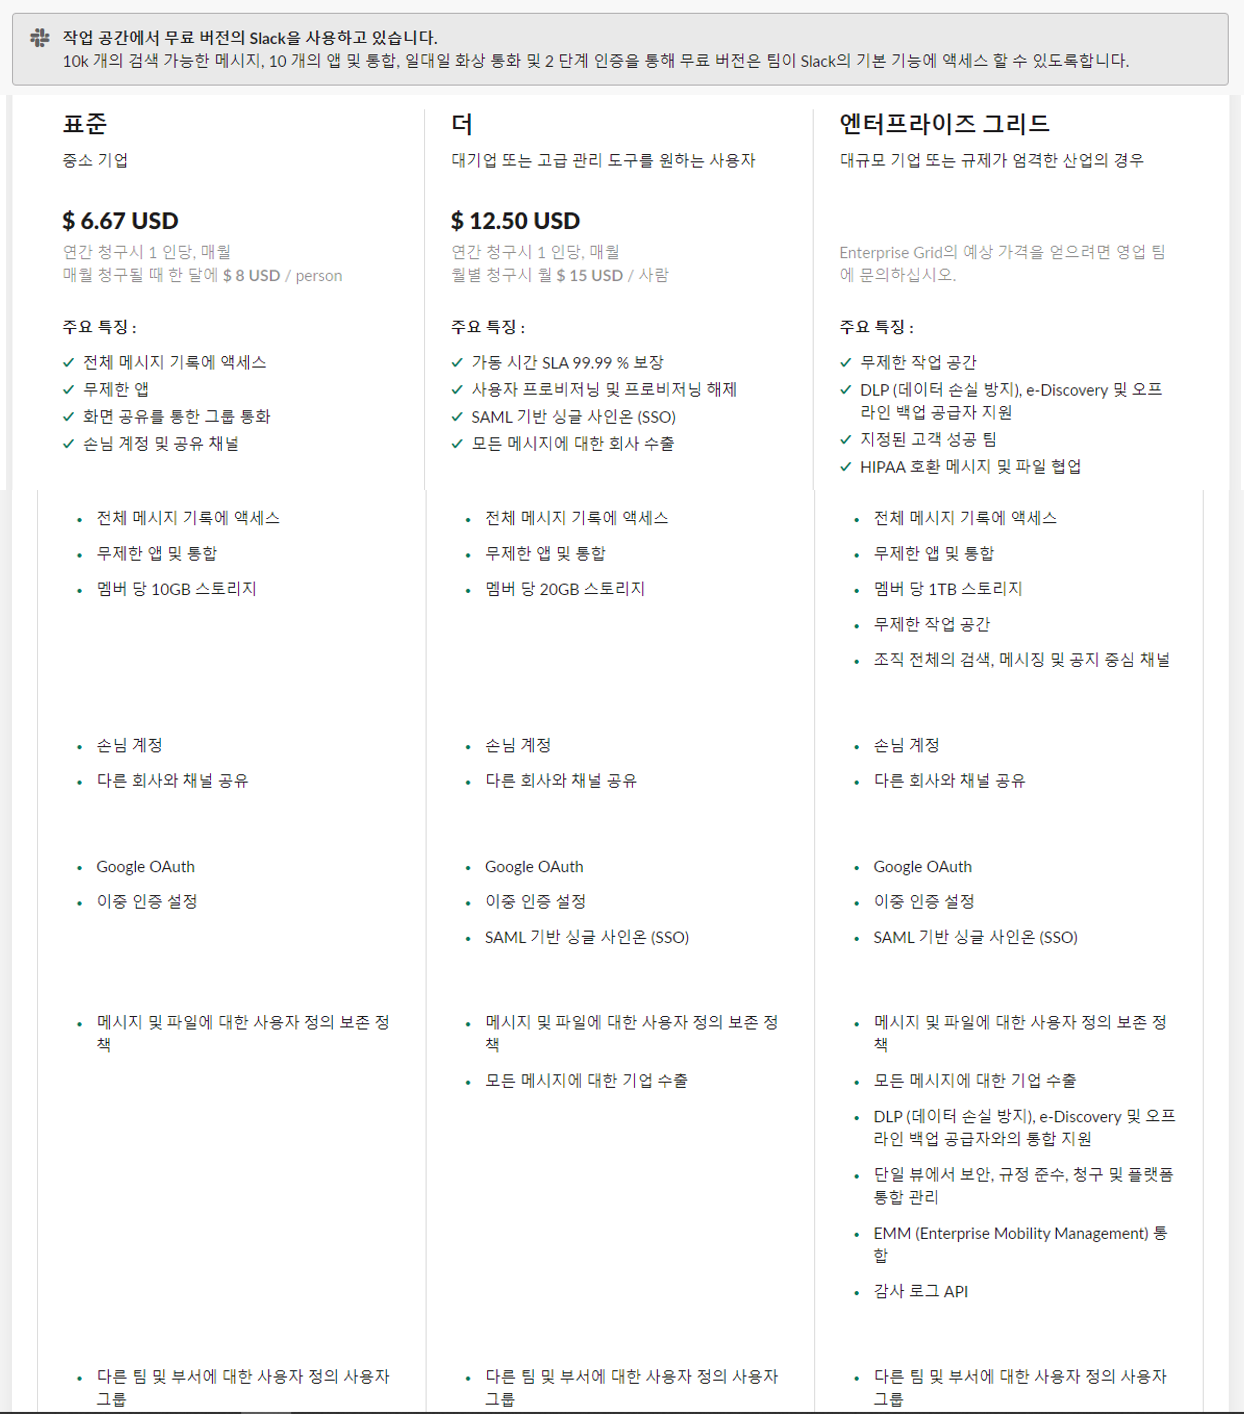 작업 공간에서 무료 버전의 Slack을 사용하고 있습니다.
10k 개의 검색 가능한 메시지, 10 개의 앱 및 통합, 일대일 화상 통화 및 2 단계 인증을 통해 무료 버전은 팀이 Slack의 기본 기능에 액세스 할 수 있도록합니다.
표준
중소 기업
$ 6.67 USD
연간 청구시 1 인당, 매월
매월 청구될 때 한 달에 $ 8 USD / person
주요 특징 :
전체 메시지 기록에 액세스
무제한 앱
화면 공유를 통한 그룹 통화
손님 계정 및 공유 채널
더
대기업 또는 고급 관리 도구를 원하는 사용자
$ 12.50 USD
연간 청구시 1 인당, 매월
월별 청구시 월 $ 15 USD / 사람
주요 특징 :
가동 시간 SLA 99.99 % 보장
사용자 프로비저닝 및 프로비저닝 해제
SAML 기반 싱글 사인온 (SSO)
모든 메시지에 대한 회사 수출
엔터프라이즈 그리드
대규모 기업 또는 규제가 엄격한 산업의 경우
Enterprise Grid의 예상 가격을 얻으려면 영업 팀
에 문의하십시오.
주요 특징 :
무제한 작업 공간
DLP (데이터 손실 방지), e-Discovery 및 오프
라인 백업 공급자 지원
지정된 고객 성공 팀
HIPAA 호환 메시지 및 파일 협업
• 전체 메시지 기록에 액세스
• 무제한 앱 및 통합
• 멤버 당 10GB 스토리지
• 손님 계정
• 다른 회사와 채널 공유
• Google OAuth
• 이중 인증 설정
• 메시지 및 파일에 대한 사용자 정의 보존 정
책
• 다른 팀 및 부서에 대한 사용자 정의 사용자
그룹
• 전체 메시지 기록에 액세스
• 무제한 앱 및 통합
• 멤버 당 20GB 스토리지
• 손님 계정
• 다른 회사와 채널 공유
• Google OAuth
• 이중 인증 설정
• SAML 기반 싱글 사인온 (SSO)
• 메시지 및 파일에 대한 사용자 정의 보존 정
책
• 모든 메시지에 대한 기업 수출
• 다른 팀 및 부서에 대한 사용자 정의 사용자
그룹
• 전체 메시지 기록에 액세스
• 무제한 앱 및 통합
• 멤버 당 1TB 스토리지
• 무제한 작업 공간
• 조직 전체의 검색, 메시징 및 공지 중심 채널
• 손님 계정
• 다른 회사와 채널 공유
• Google OAuth
• 이중 인증 설정
• SAML 기반 싱글 사인온 (SSO)
• 메시지 및 파일에 대한 사용자 정의 보존 정
책
• 모든 메시지에 대한 기업 수출
• DLP (데이터 손실 방지), e-Discovery 및 오프
라인 백업 공급자와의 통합 지원
• 단일 뷰에서 보안, 규정 준수, 청구 및 플랫폼
통합 관리
• EMM (Enterprise Mobility Management) 통
합
• 감사 로그 API
• 다른 팀 및 부서에 대한 사용자 정의 사용자
그룹